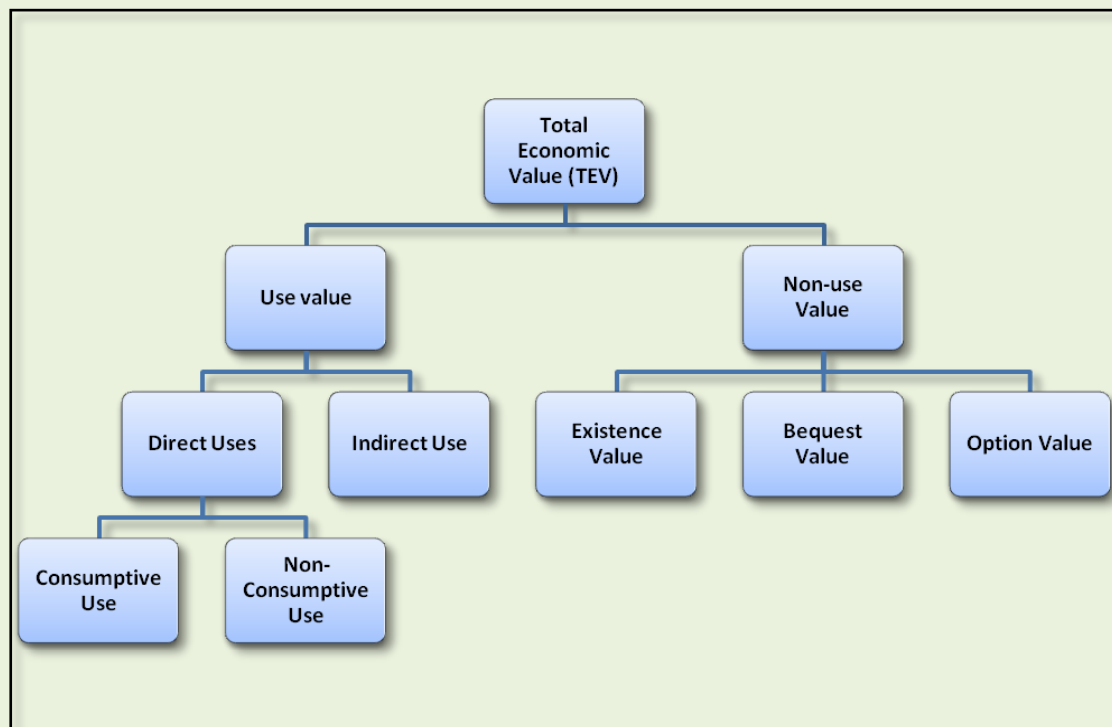 Total
Economic
Value (TEV)
Use value
Non-use
Value
Direct Uses
Indirect Use
Existence
Value
Bequest
Value
Option Value
Consumptive
Use
Non-
Consumptive
Use